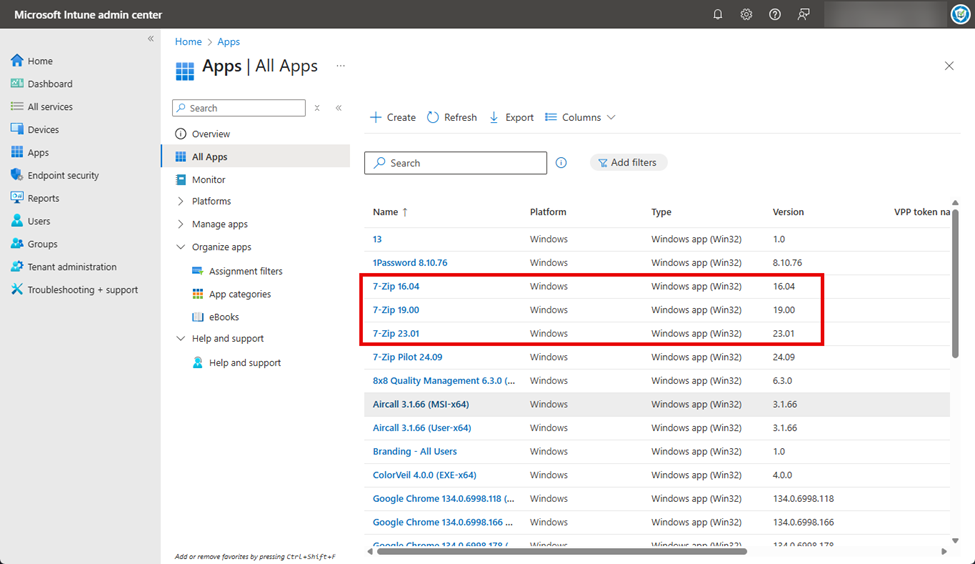 Microsoft Intune admin center
Home > Apps
Apps | All Apps
Home
Dashboard
All services
Devices
Apps
Endpoint security
Reports
Users
Groups
Tenant administration
Troubleshooting + support
Search
Overview
All Apps
Monitor
Platforms
Manage apps
Organize apps
Assignment filters
App categories
eBooks
Help and support
Help and support
Add or remove favorites by pressing Ctrl+Shift+F
Create Refresh Export Columns
Search Add filters
Name ↑ Platform Type Version VPP token na
13 Windows Windows app (Win32) 1.0
1Password 8.10.76 Windows Windows app (Win32) 8.10.76
7-Zip 16.04 Windows Windows app (Win32) 16.04
7-Zip 19.00 Windows Windows app (Win32) 19.00
7-Zip 23.01 Windows Windows app (Win32) 23.01
7-Zip Pilot 24.09 Windows Windows app (Win32) 24.09
8x8 Quality Management 6.3.0 (... Windows Windows app (Win32) 6.3.0
Aircall 3.1.66 (MSI-x64) Windows Windows app (Win32) 3.1.66
Aircall 3.1.66 (User-x64) Windows Windows app (Win32) 3.1.66
Branding - All Users Windows Windows app (Win32) 1.0
ColorVeil 4.0.0 (EXE-x64) Windows Windows app (Win32) 4.0.0
Google Chrome 134.0.6998.118 (... Windows Windows app (Win32) 134.0.6998.118
Google Chrome 134.0.6998.166 ... Windows Windows app (Win32) 134.0.6998.166
Google Chrome 134.0.6998.178 (... Windows Windows app (Win32) 134.0.6998.178